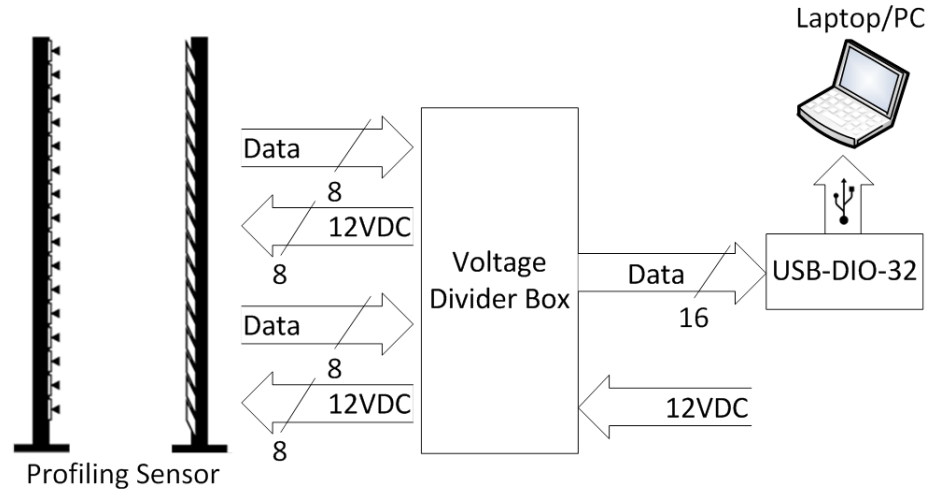 Laptop/PC
Data
8
12VDC
8
Data
8
12VDC
8
Voltage
Divider Box
Data
16
USB-DIO-32
12VDC
Profiling Sensor